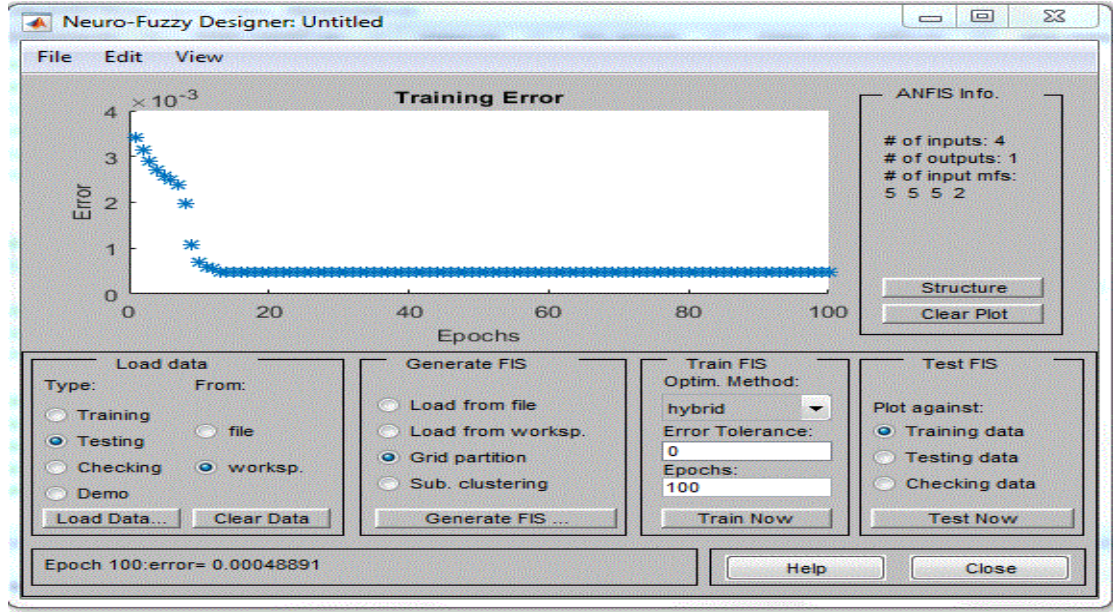 Neuro-Fuzzy Designer: Untitled
File Edit View
× 10-3
Training Error
4
3
2
1
0
Error
0 20 40 60 80 100
Epochs
ANFIS Info.
# of inputs: 4
# of outputs: 1
# of input mfs:
5 5 5 2
Structure
Clear Plot
Load data
Type: From:
Training
Testing
Checking
Demo
file
worksp.
Load Data... Clear Data
Generate FIS
Load from file
Load from worksp.
Grid partition
Sub. clustering
Generate FIS ...
Train FIS
Optim. Method:
hybrid
Error Tolerance:
0
Epochs:
100
Train Now
Test FIS
Plot against:
Training data
Testing data
Checking data
Test Now
Epoch 100:error= 0.00048891
Help Close